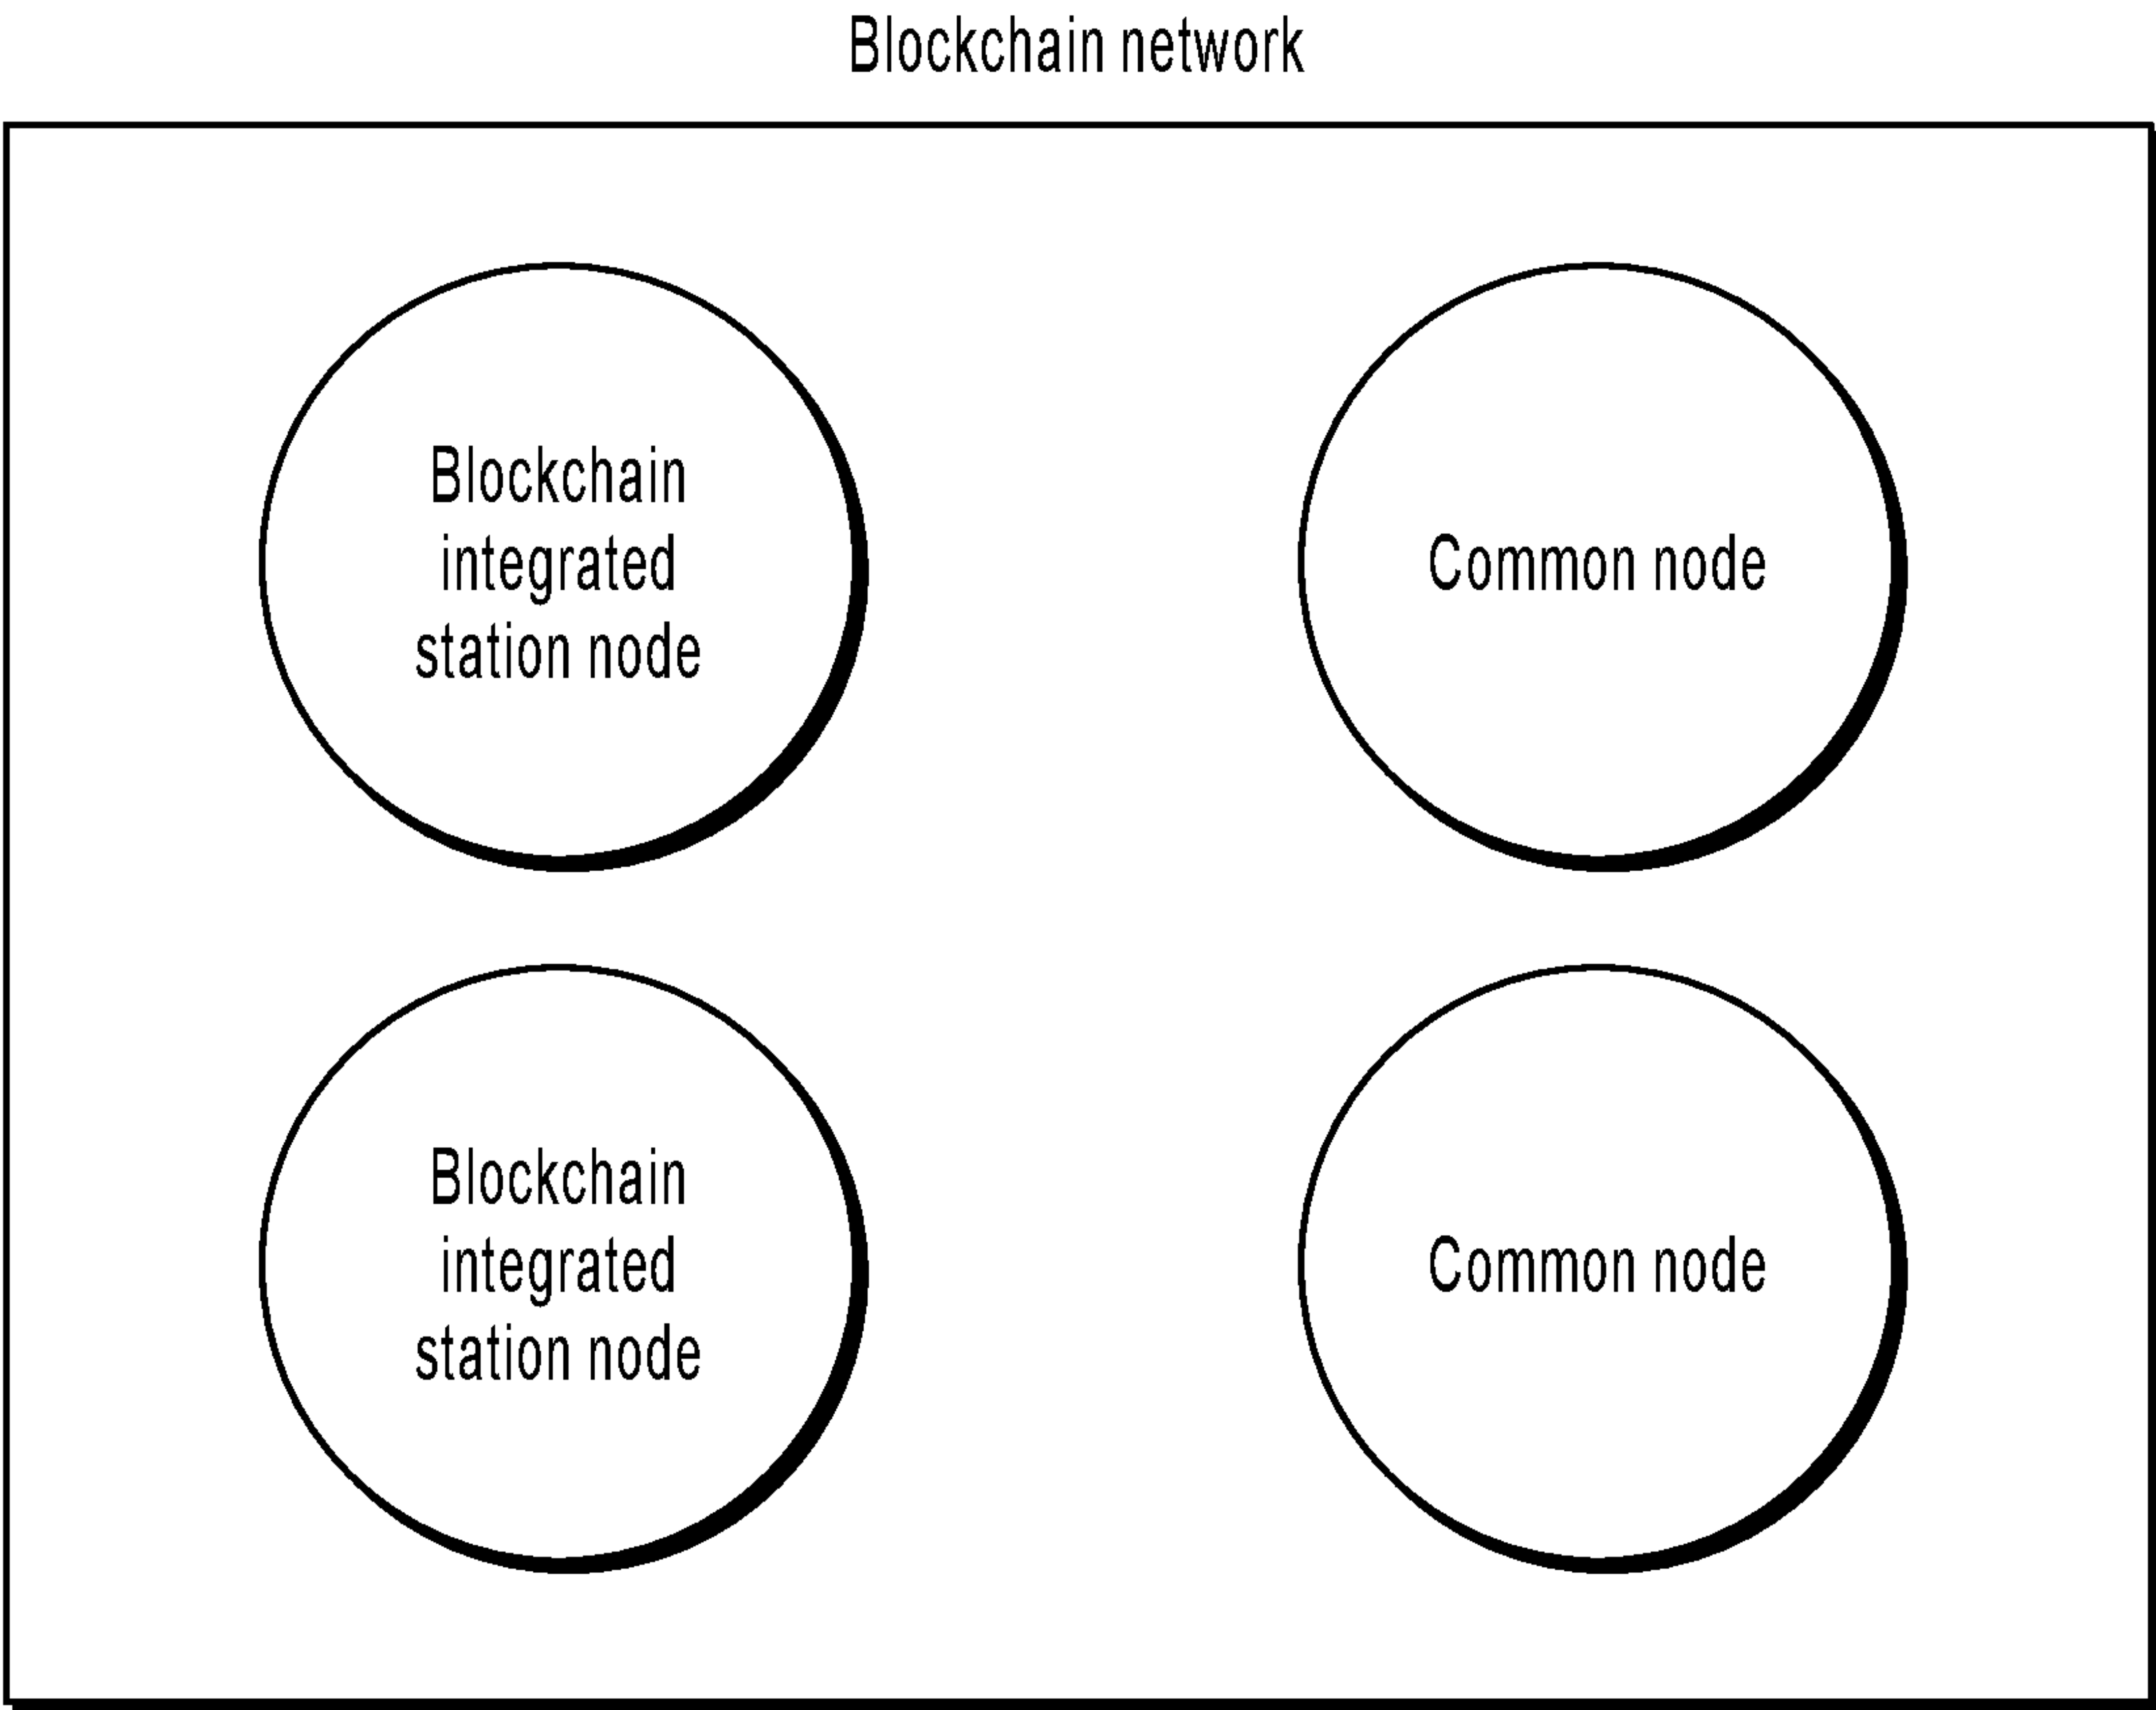 Blockchain network
Blockchain
integrated
station node
Common node
Blockchain
integrated
station node
Common node